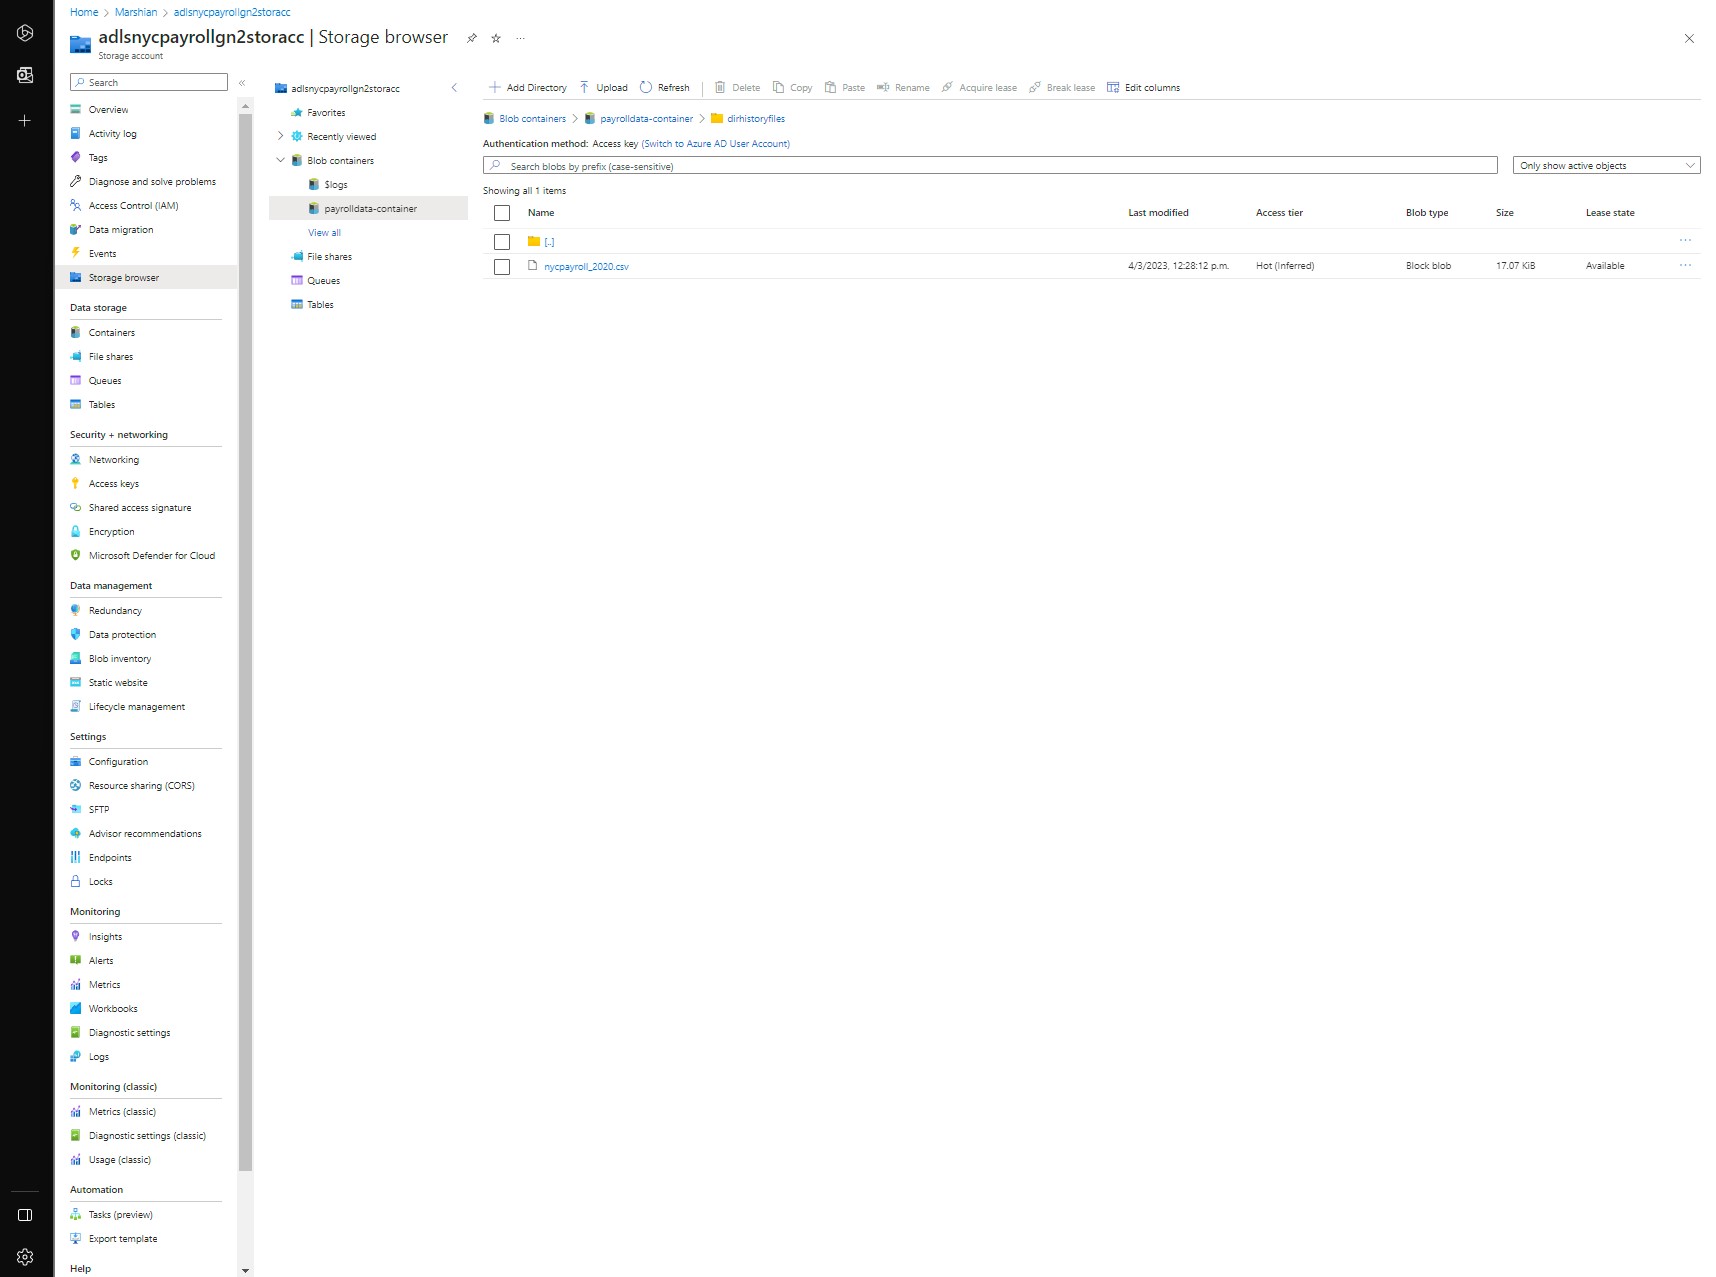 Home > Marshian > adlsnycpayrollgn2storacc
adlsnycpayrollgn2storacc | Storage browser
Storage account
Search
Overview
Activity log
Tags
Diagnose and solve problems
Access Control (IAM)
Data migration
Events
Storage browser
Data storage
Containers
File shares
Queues
Tables
Security + networking
Networking
Access keys
Shared access signature
Encryption
Microsoft Defender for Cloud
Data management
Redundancy
Data protection
Blob inventory
Static website
Lifecycle management
Settings
Configuration
Resource sharing (CORS)
SFTP
Advisor recommendations
Endpoints
Locks
Monitoring
Insights
Alerts
Metrics
Workbooks
Diagnostic settings
Logs
Monitoring (classic)
Metrics (classic)
Diagnostic settings (classic)
Usage (classic)
Automation
Tasks (preview)
Export template
Help
adlsnycpayrollgn2storacc
Favorites
Recently viewed
Blob containers
$logs
payrolldata-container
View all
File shares
Queues
Tables
Add Directory Upload Refresh Delete Copy Paste Rename Acquire lease Break lease Edit columns
Blob containers > payrolldata-container > dirhistoryfiles
Authentication method: Access key (Switch to Azure AD User Account)
Search blobs by prefix (case-sensitive) Only show active objects
Showing all 1 items
Name Last modified Access tier Blob type Size Lease state
[..]
nycpayroll_2020.csv 4/3/2023, 12:28:12 p.m. Hot (Inferred) Block blob 17.07 KiB Available